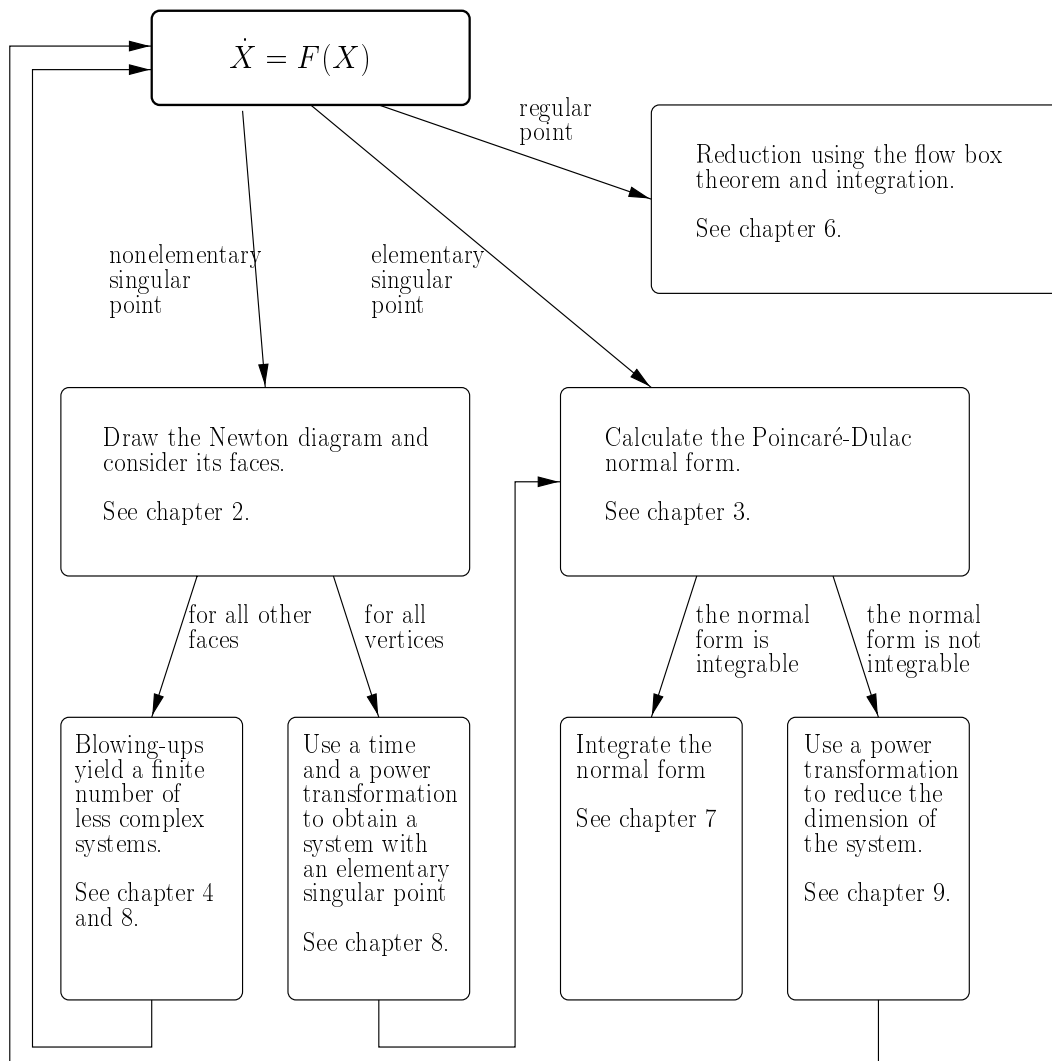 Ẋ = F(X)
regular
point
Reduction using the flow box
theorem and integration.
See chapter 6.
nonelementary
singular
point
elementary
singular
point
Draw the Newton diagram and
consider its faces.
See chapter 2.
Calculate the Poincaré-Dulac
normal form.
See chapter 3.
for all other
faces
for all
vertices
the normal
form is
integrable
the normal
form is not
integrable
Blowing-ups
yield a finite
number of
less complex
systems.
See chapter 4
and 8.
Use a time
and a power
transformation
to obtain a
system with
an elementary
singular point
See chapter 8.
Integrate the
normal form
See chapter 7
Use a power
transformation
to reduce the
dimension of
the system.
See chapter 9.